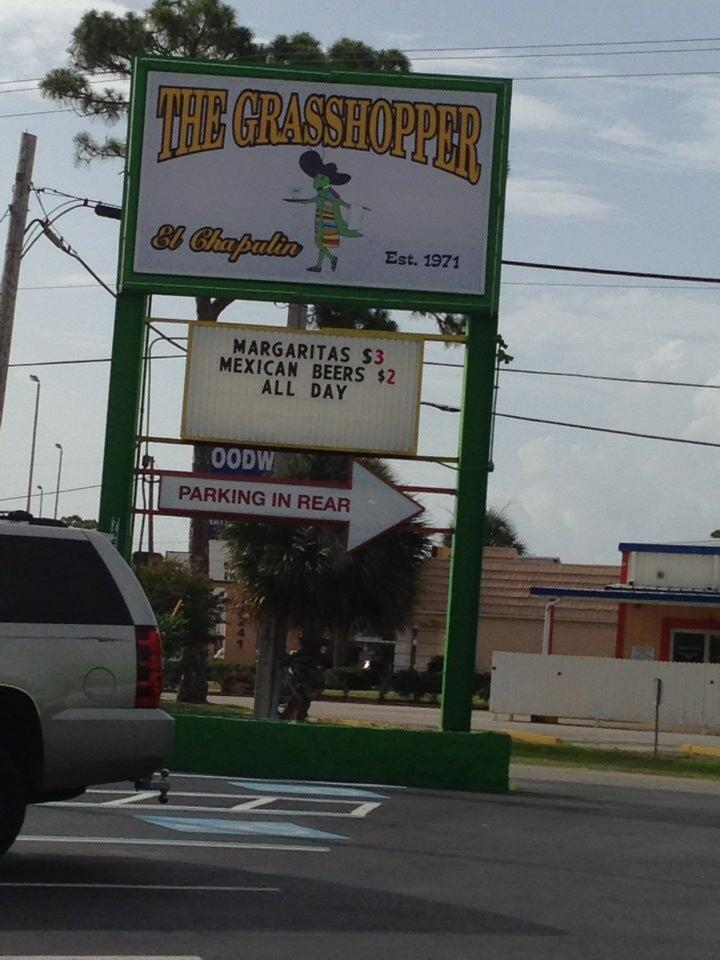 THE GRASSHOPPER
El Chapulin
Est. 1971
MARGARITAS $3
MEXICAN BEERS $2
ALL DAY
OODW
PARKING IN REAR